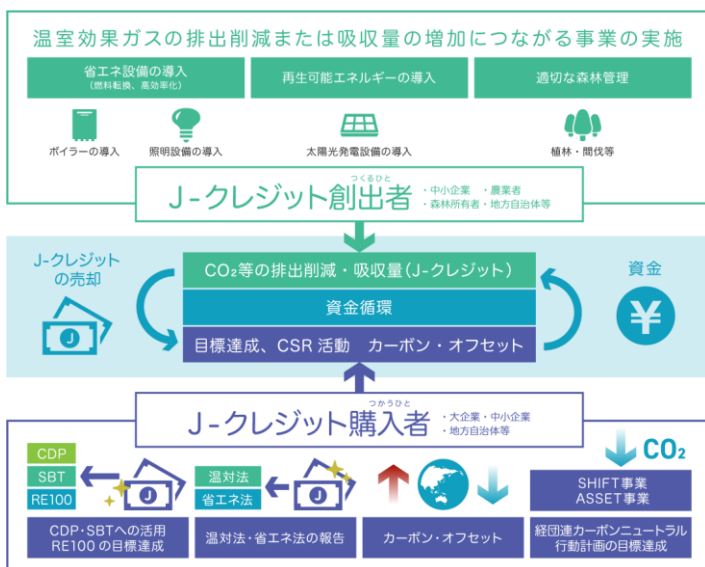 温室効果ガスの排出削減または吸収量の増加につながる事業の実施
省エネ設備の導入
(燃料転換、高効率化)
再生可能エネルギーの導入
適切な森林管理
ボイラーの導入
照明設備の導入
太陽光発電設備の導入
植林・間伐等
つくるひと
J-クレジット創出者
・中小企業 ・農業者
・森林所有者・地方自治体等
J-クレジット
の売却
J
CO₂等の排出削減・吸収量(J-クレジット)
資金循環
目標達成、CSR 活動 カーボン・オフセット
資金
¥
つかうひと
J-クレジット購入者
・大企業・中小企業
・地方自治体等
CDP
SBT
RE100
J
CDP・SBTへの活用
RE100 の目標達成
温対法
省エネ法
J
温対法・省エネ法の報告
カーボン・オフセット
CO₂
SHIFT事業
ASSET事業
経団連カーボンニュートラル
行動計画の目標達成